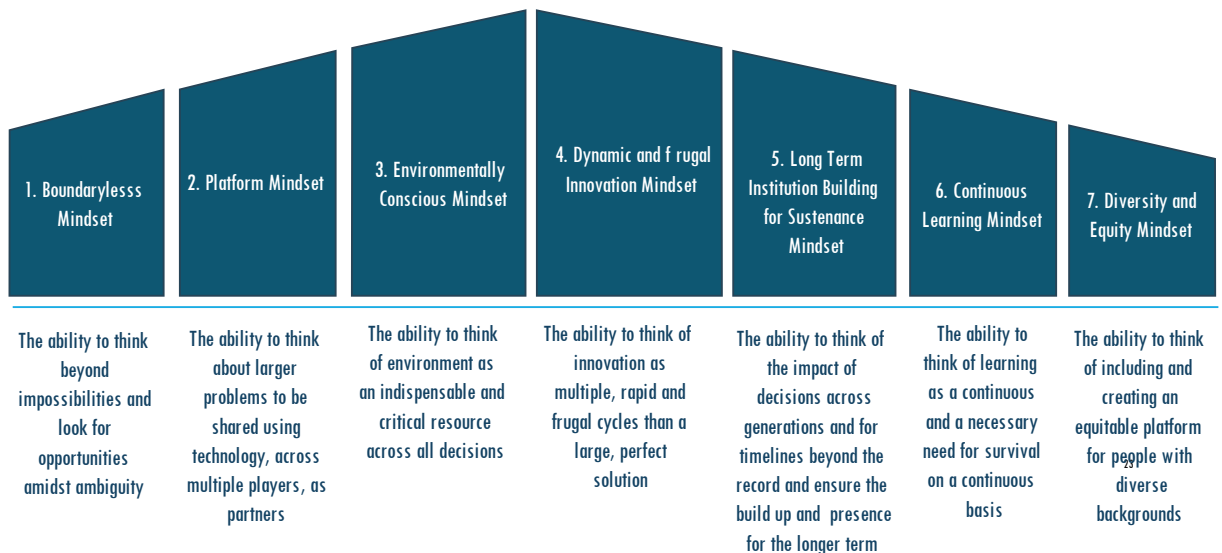 1. Boundarylesss
Mindset
2. Platform Mindset
3. Environmentally
Conscious Mindset
4. Dynamic and f rugal
Innovation Mindset
5. Long Term
Institution Building
for Sustenance
Mindset
6. Continuous
Learning Mindset
7. Diversity and
Equity Mindset
The ability to think
beyond
impossibilities and
look for
opportunities
amidst ambiguity
The ability to think
about larger
problems to be
shared using
technology, across
multiple players, as
partners
The ability to think
of environment as
an indispensable and
critical resource
across all decisions
The ability to think of
innovation as
multiple, rapid and
frugal cycles than a
large, perfect
solution
The ability to think of
the impact of
decisions across
generations and for
timelines beyond the
record and ensure the
build up and presence
for the longer term
The ability to
think of learning
as a continuous
and a necessary
need for survival
on a continuous
basis
The ability to think
of including and
creating an
equitable platform
for people with
diverse
backgrounds
23